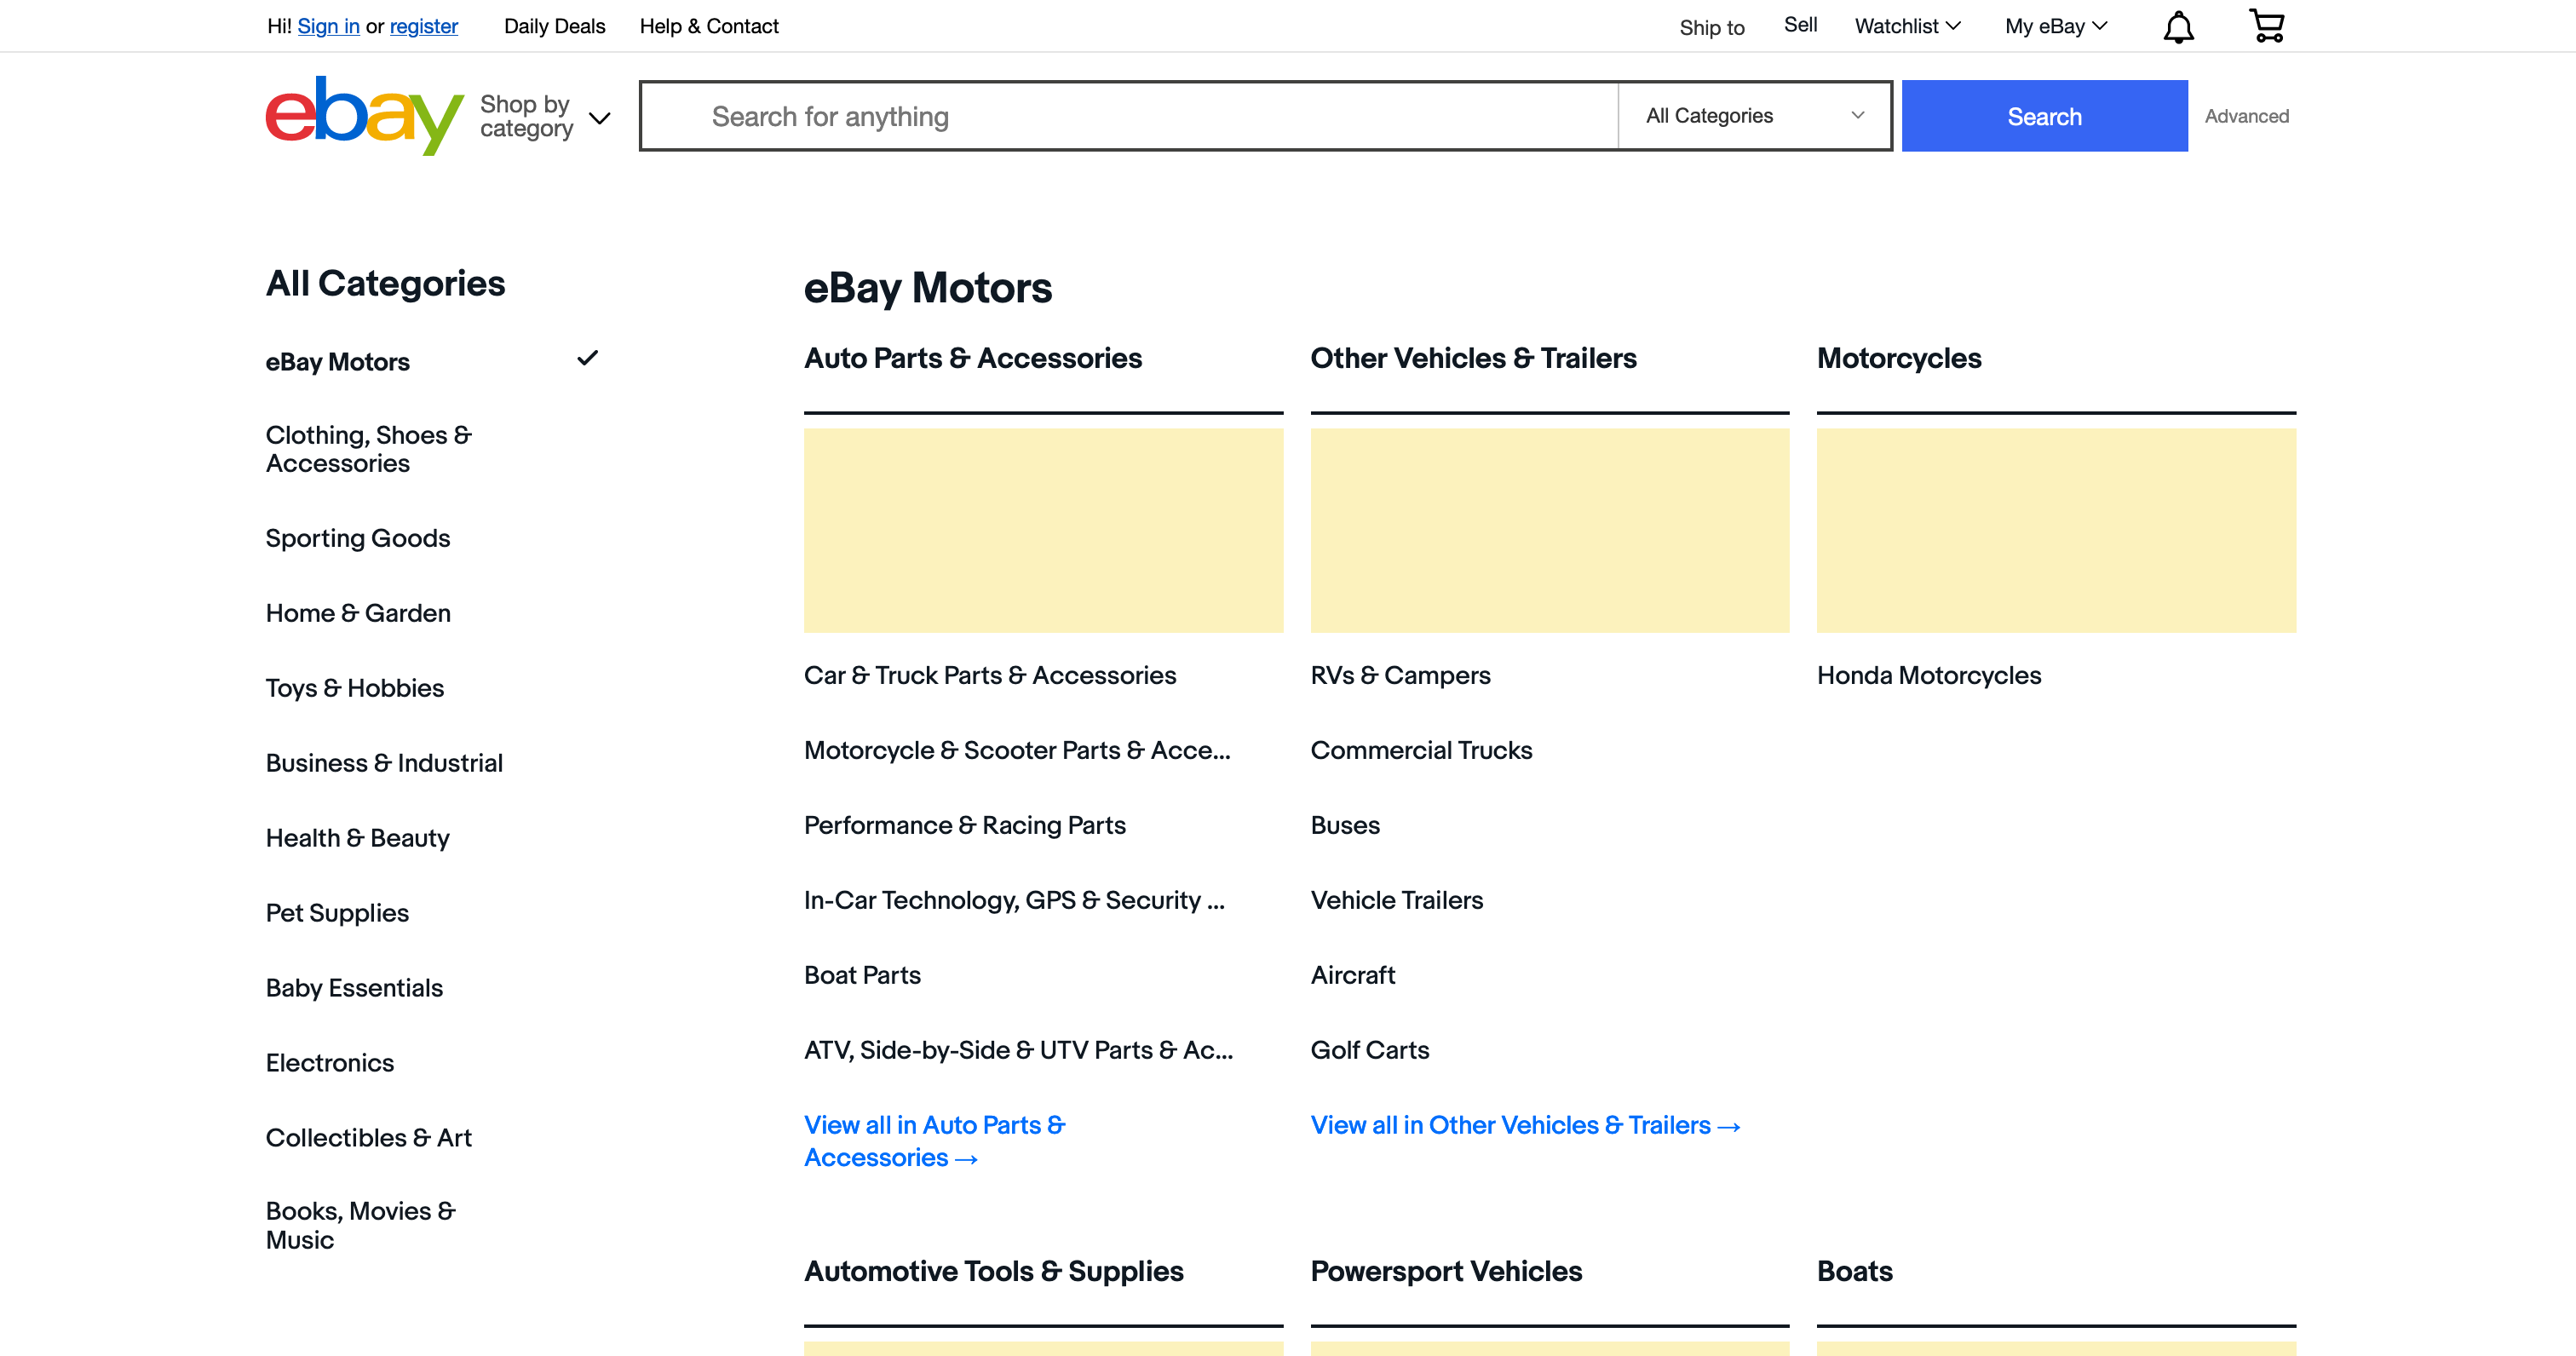 Hi! Sign in or register
Daily Deals
Help & Contact
Ship to
Sell
Watchlist
My eBay
ebay
Shop by
category
Search for anything
All Categories
Search
Advanced
All Categories
eBay Motors
Clothing, Shoes &
Accessories
Sporting Goods
Home & Garden
Toys & Hobbies
Business & Industrial
Health & Beauty
Pet Supplies
Baby Essentials
Electronics
Collectibles & Art
Books, Movies &
Music
eBay Motors
Auto Parts & Accessories
Car & Truck Parts & Accessories
Motorcycle & Scooter Parts & Acce...
Performance & Racing Parts
In-Car Technology, GPS & Security ...
Boat Parts
ATV, Side-by-Side & UTV Parts & Ac...
View all in Auto Parts &
Accessories →
Other Vehicles & Trailers
RVs & Campers
Commercial Trucks
Buses
Vehicle Trailers
Aircraft
Golf Carts
View all in Other Vehicles & Trailers →
Motorcycles
Honda Motorcycles
Automotive Tools & Supplies
Powersport Vehicles
Boats